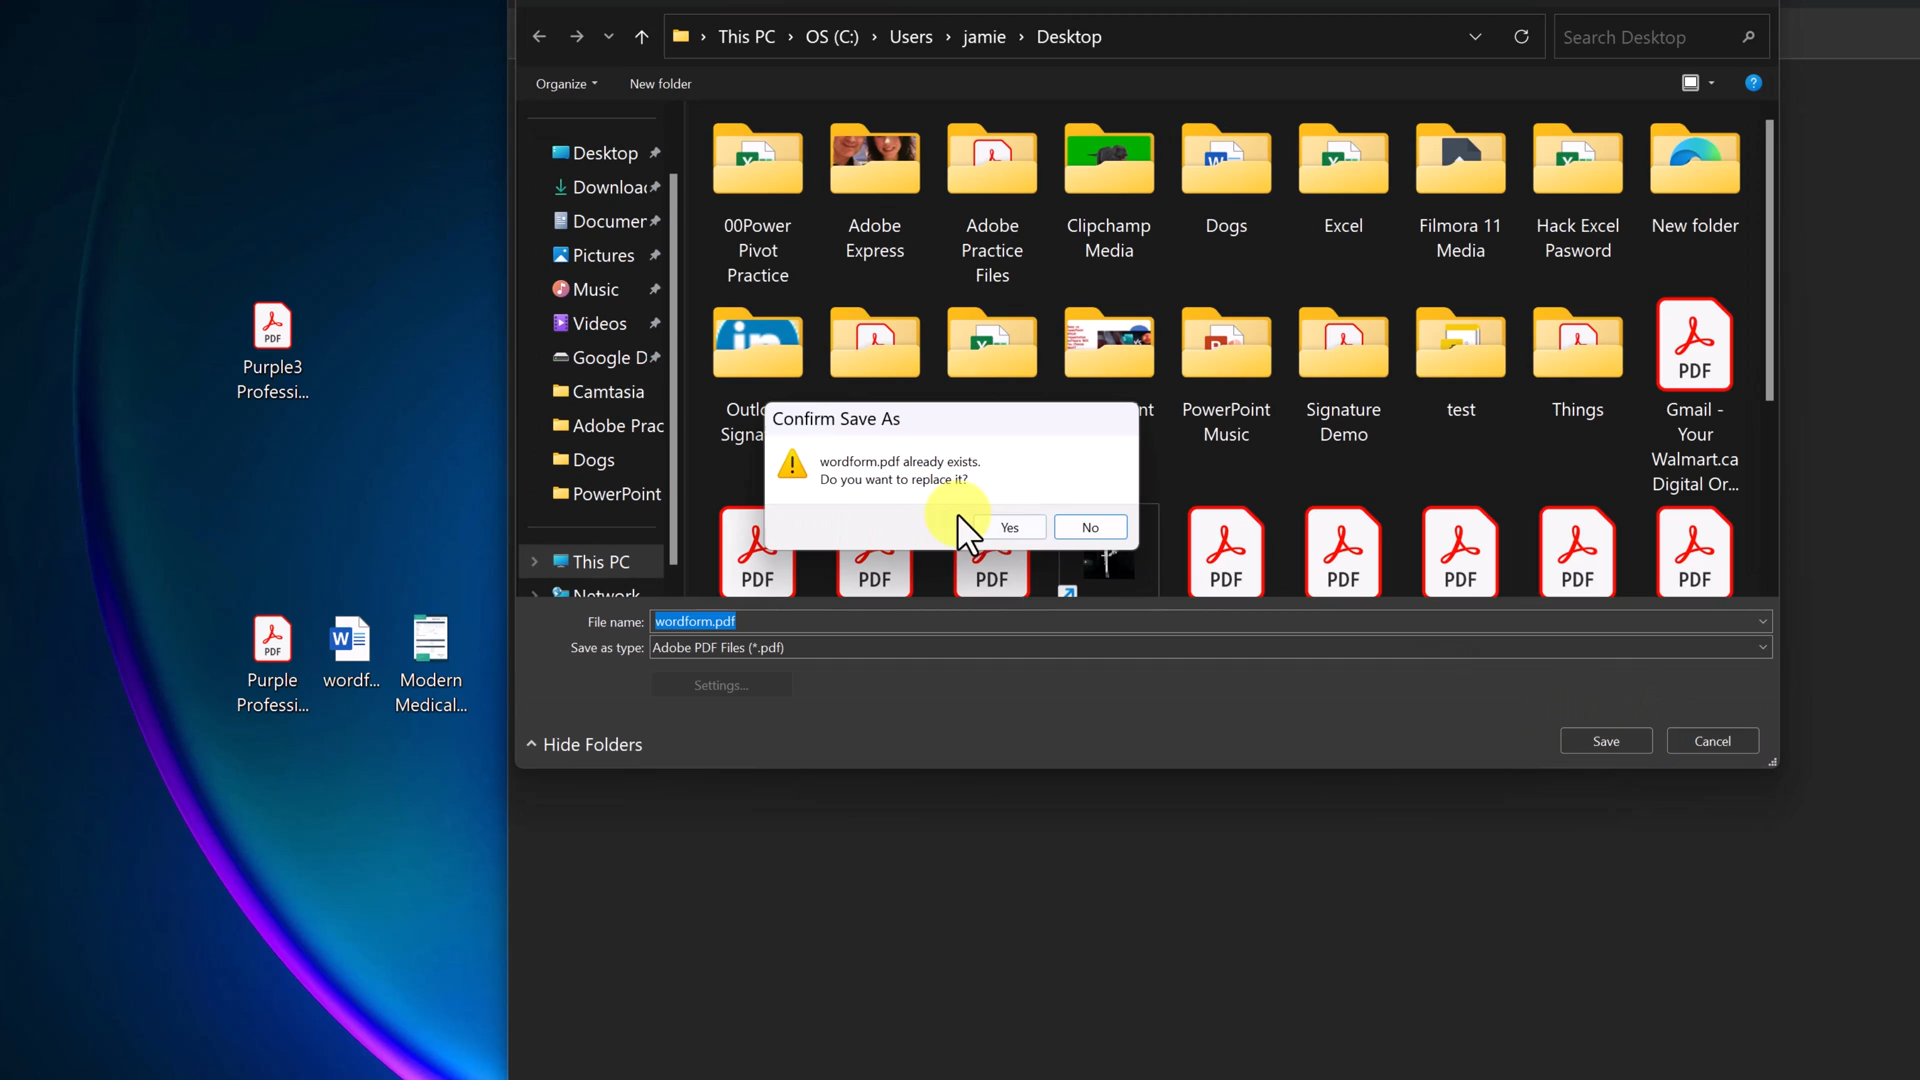 This PC > OS (C:) > Users > jamie > Desktop
Search Desktop
Organize
New folder
Desktop
Downloa
Documer
Pictures
Music
Videos
Google D
Camtasia
Adobe Prac
Dogs
PowerPoint
This PC
Network
00Power
Pivot
Practice
Adobe
Express
Adobe
Practice
Files
Clipchamp
Media
Dogs
Excel
Filmora 11
Media
Hack Excel
Pasword
New folder
PowerPoint
Music
Signature
Demo
test
Things
PDF
Gmail -
Your
Walmart.ca
Digital Or...
Confirm Save As
wordform.pdf already exists.
Do you want to replace it?
Yes
No
PDF
PDF
PDF
PDF
PDF
PDF
PDF
PDF
File name:
wordform.pdf
Save as type:
Adobe PDF Files (*.pdf)
Settings...
Hide Folders
Save
Cancel
PDF
Purple3
Professi...
PDF
Purple
Professi...
W
wordf...
Modern
Medical...